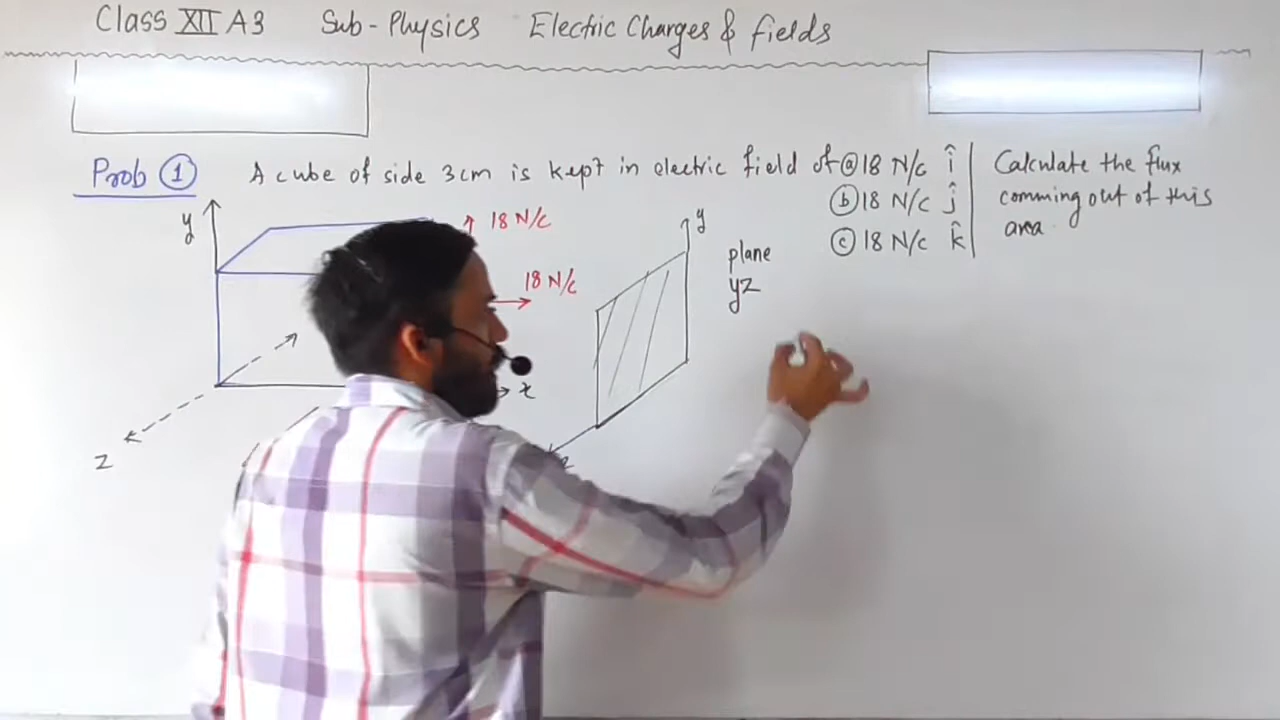 Class XII A3 Sub-Physics Electric Charges & fields
Prob 1 A cube of side 3cm is kept in electric field of @ 18 N/c î
ⓑ 18 N/c ĵ
ⓒ 18 N/c k̂
Calculate the flux
comming out of this
area.
y
18 N/c
18 N/c
x
z
y
plane
yz
z